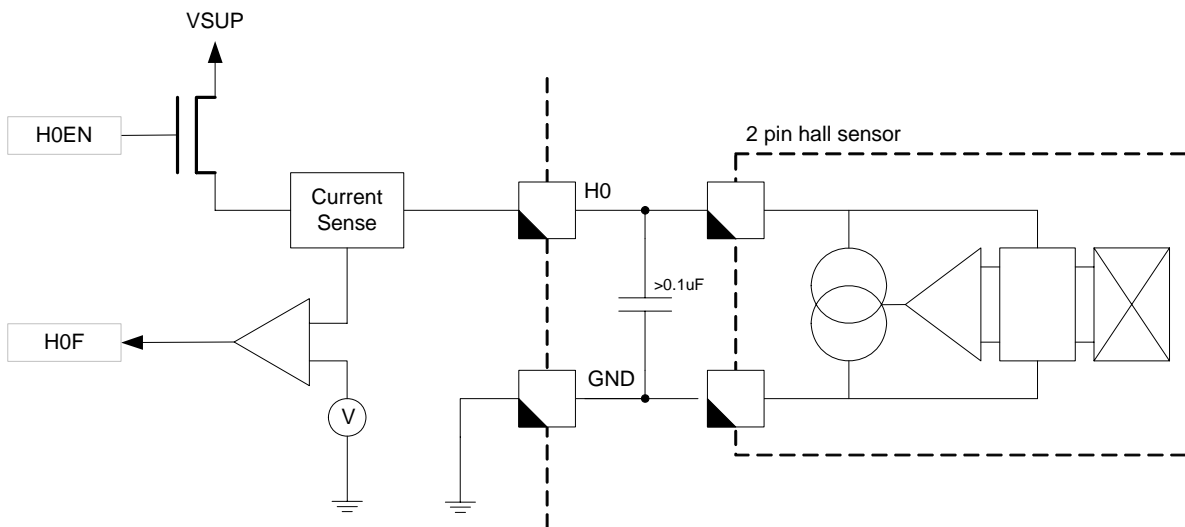 VSUP
H0EN
2 pin hall sensor
Current
Sense
H0
>0.1uF
H0F
GND
V